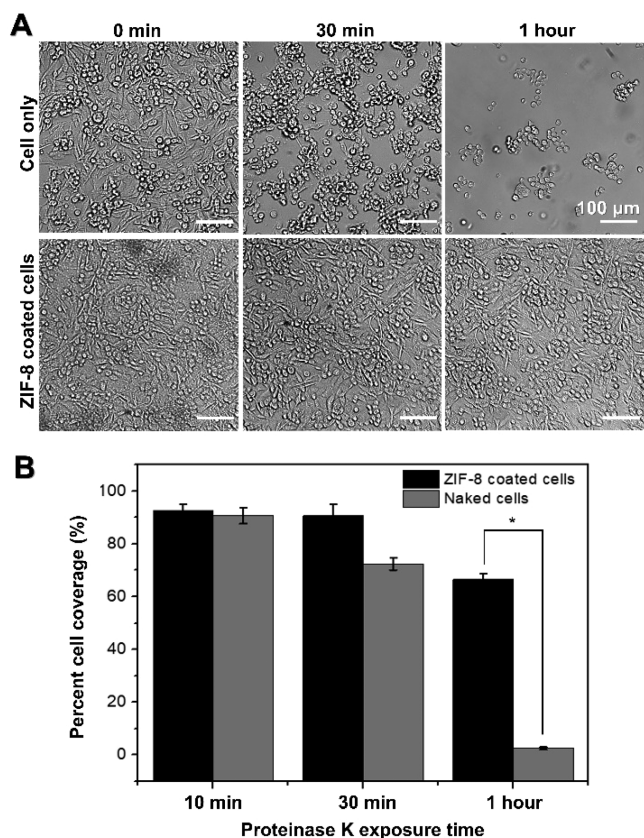 A
0 min
30 min
1 hour
Cell only
100 µm
ZIF-8 coated cells
B
ZIF-8 coated cells
Naked cells
*
Percent cell coverage (%)
100
80
60
40
20
0
10 min
30 min
1 hour
Proteinase K exposure time